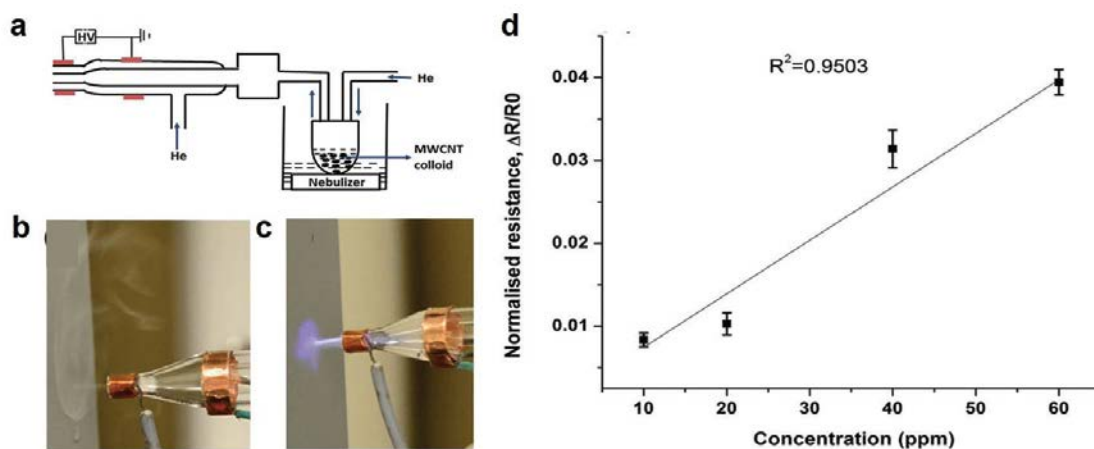 a
HV
He
He
MWCNT
colloid
Nebulizer
b
c
d
R²=0.9503
Normalised resistance, ΔR/R0
0.04
0.03
0.02
0.01
10
20
30
40
50
60
Concentration (ppm)